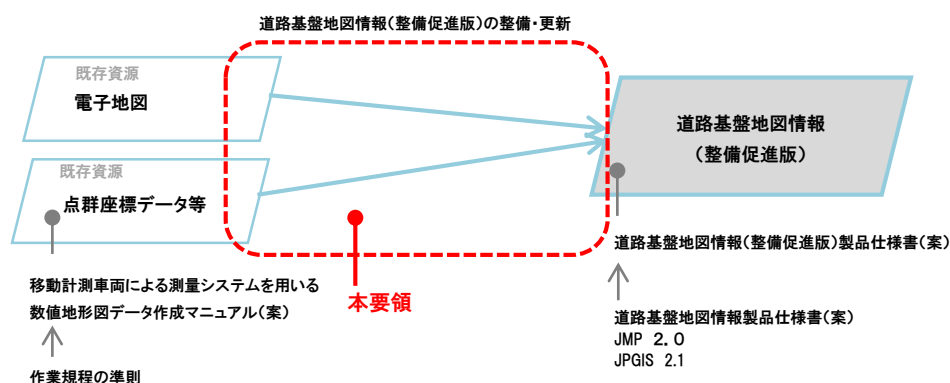 道路基盤地図情報(整備促進版)の整備・更新
既存資源
電子地図
既存資源
点群座標データ等
道路基盤地図情報
(整備促進版)
道路基盤地図情報(整備促進版)製品仕様書(案)
移動計測車両による測量システムを用いる
数値地形図データ作成マニュアル(案)
本要領
道路基盤地図情報製品仕様書(案)
JMP 2.0
JPGIS 2.1
作業規程の準則